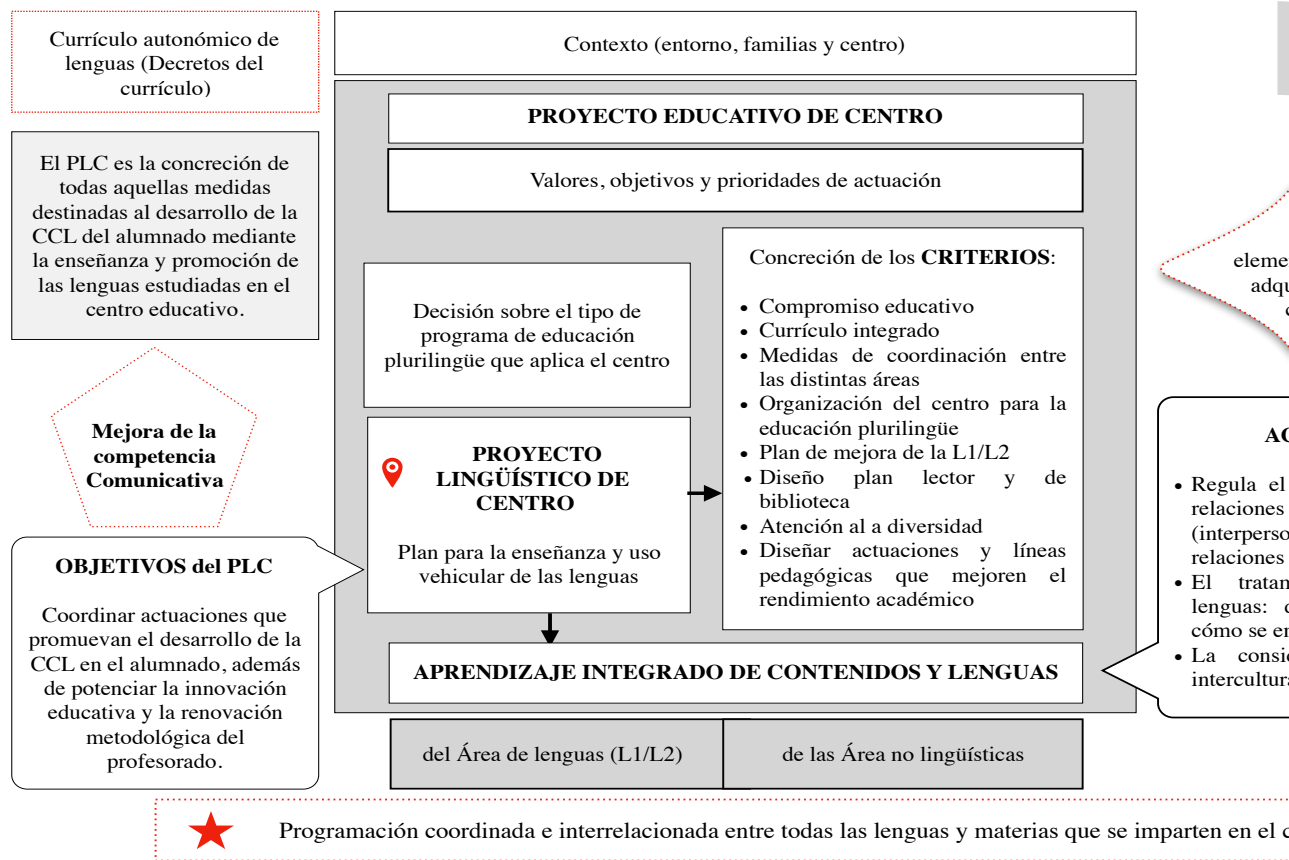 Currículo autonómico de
lenguas (Decretos del
currículo)
Contexto (entorno, familias y centro)
PROYECTO EDUCATIVO DE CENTRO
Valores, objetivos y prioridades de actuación
El PLC es la concreción de
todas aquellas medidas
destinadas al desarrollo de la
CCL del alumnado mediante
la enseñanza y promoción de
las lenguas estudiadas en el
centro educativo.
Mejora de la
competencia
Comunicativa
OBJETIVOS del PLC
Coordinar actuaciones que
promuevan el desarrollo de la
CCL en el alumnado, además
de potenciar la innovación
educativa y la renovación
metodológica del
profesorado.
Decisión sobre el tipo de
programa de educación
plurilingüe que aplica el centro
PROYECTO
LINGÜÍSTICO DE
CENTRO
Plan para la enseñanza y uso
vehicular de las lenguas
Concreción de los CRITERIOS:
• Compromiso educativo
• Currículo integrado
• Medidas de coordinación entre
las distintas áreas
• Organización del centro para la
educación plurilingüe
• Plan de mejora de la L1/L2
• Diseño plan lector y de
biblioteca
• Atención al a diversidad
• Diseñar actuaciones y líneas
pedagógicas que mejoren el
rendimiento académico
APRENDIZAJE INTEGRADO DE CONTENIDOS Y LENGUAS
del Área de lenguas (L1/L2)
de las Área no lingüísticas
eleme
adqu
c
AC
• Regula el
relaciones
(interperso
relaciones
• El tratan
lenguas: d
cómo se en
• La consid
intercultura
Programación coordinada e interrelacionada entre todas las lenguas y materias que se imparten en el c